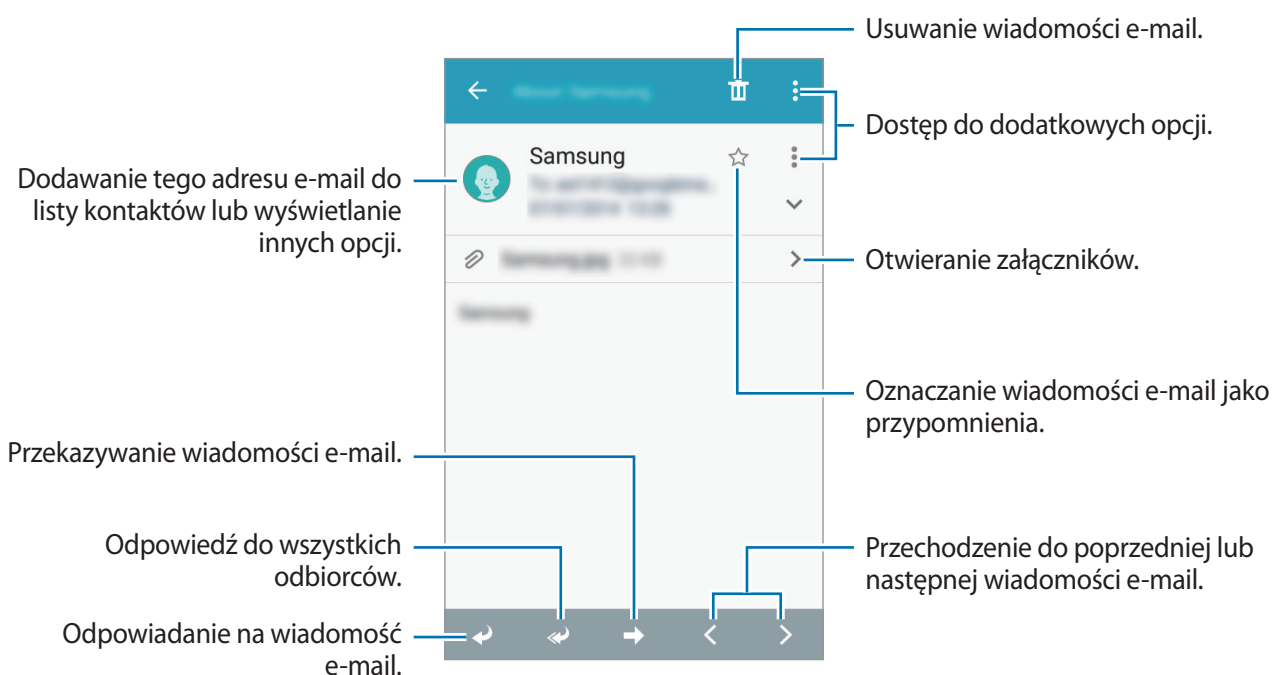 Usuwanie wiadomości e-mail.
Dostęp do dodatkowych opcji.
Samsung
Dodawanie tego adresu e-mail do
listy kontaktów lub wyświetlanie
innych opcji.
Otwieranie załączników.
Oznaczanie wiadomości e-mail jako
przypomnienia.
Przekazywanie wiadomości e-mail.
Odpowiedź do wszystkich
odbiorców.
Przechodzenie do poprzedniej lub
następnej wiadomości e-mail.
Odpowiadanie na wiadomość
e-mail.